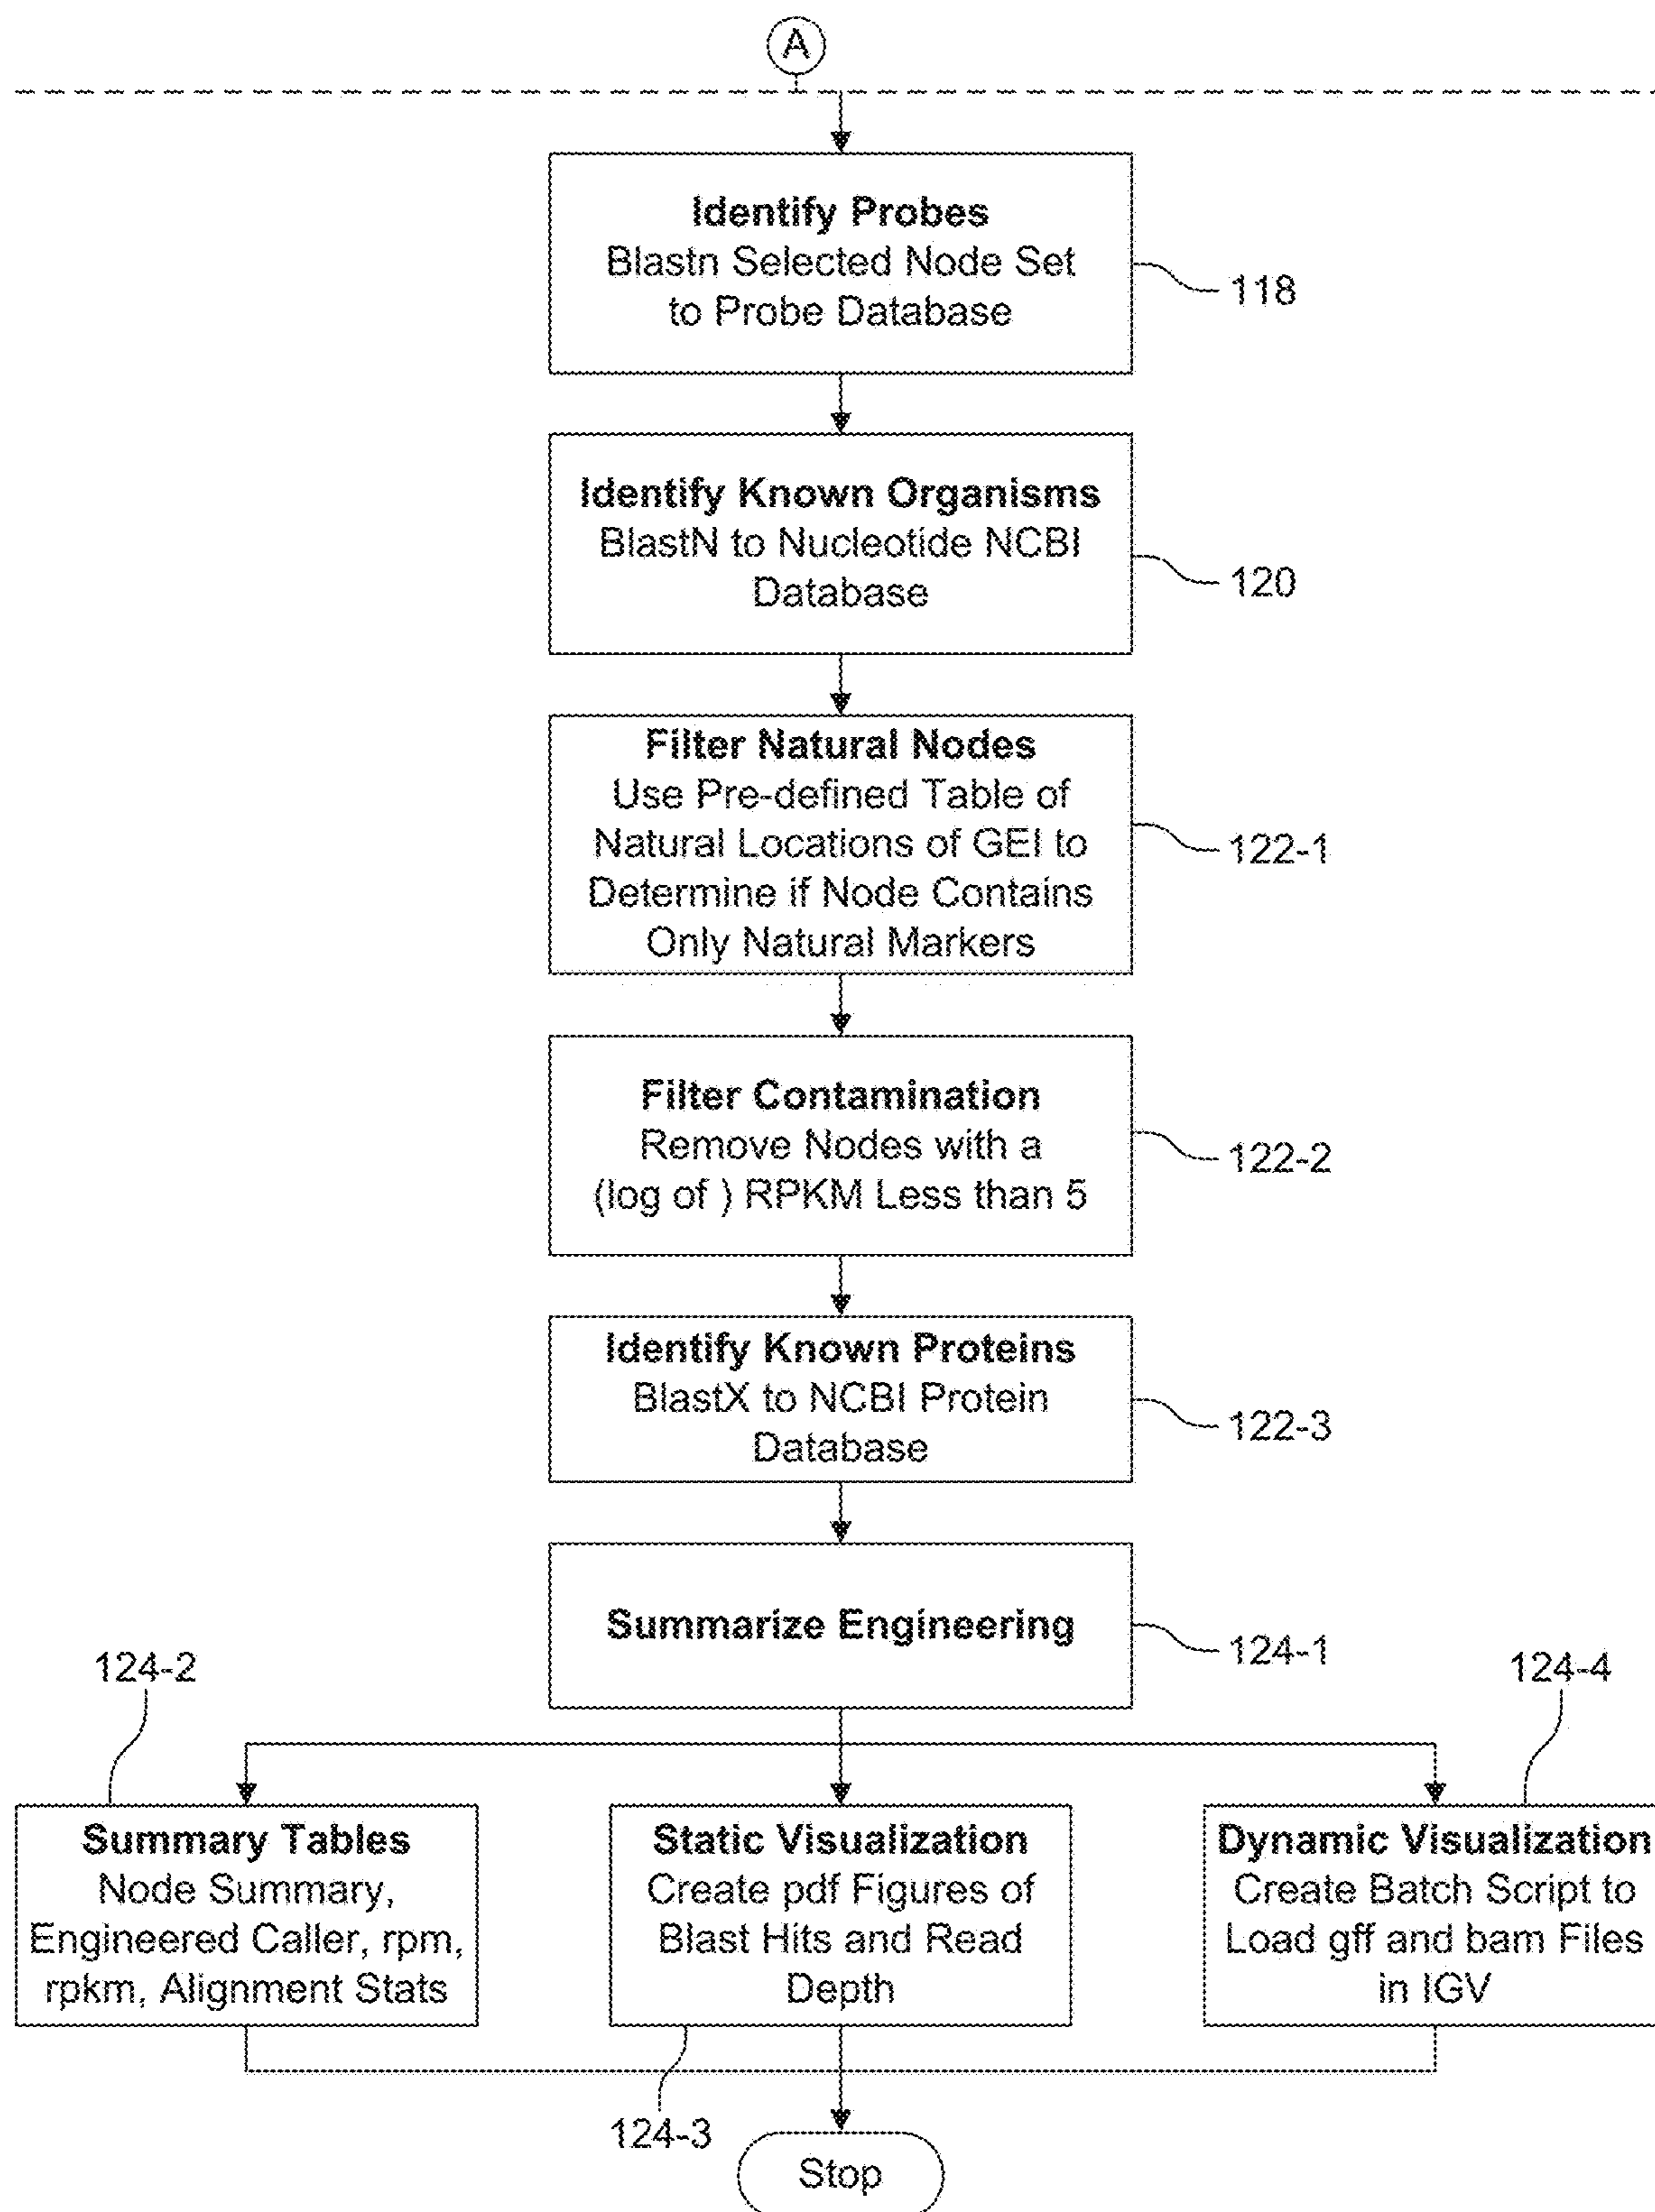 A
Identify Probes
Blastn Selected Node Set
to Probe Database
118
Identify Known Organisms
BlastN to Nucleotide NCBI
Database
120
Filter Natural Nodes
Use Pre-defined Table of
Natural Locations of GEI to
Determine if Node Contains
Only Natural Markers
122-1
Filter Contamination
Remove Nodes with a
(log of ) RPKM Less than 5
122-2
Identify Known Proteins
BlastX to NCBI Protein
Database
122-3
Summarize Engineering
124-1
124-2
Summary Tables
Node Summary,
Engineered Caller, rpm,
rpkm, Alignment Stats
Static Visualization
Create pdf Figures of
Blast Hits and Read
Depth
124-3
124-4
Dynamic Visualization
Create Batch Script to
Load gff and bam Files
in IGV
Stop